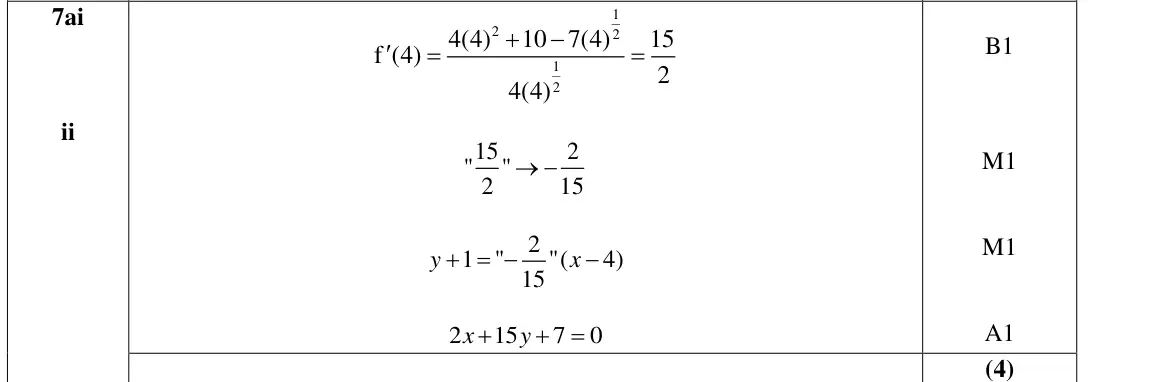 7ai
f ′(4) = (4(4)² + 10 − 7(4)^(1/2)) / (4(4)^(1/2)) = 15/2 B1
ii
"15/2" → − 2/15 M1
y + 1 = "− 2/15"(x − 4) M1
2x + 15y + 7 = 0 A1
(4)